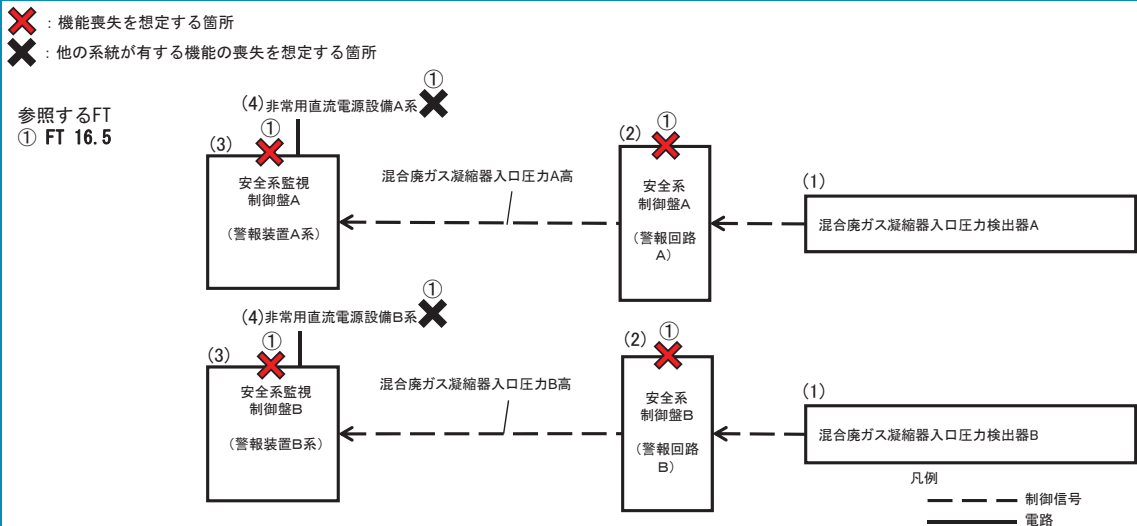 ：機能喪失を想定する箇所
：他の系統が有する機能の喪失を想定する箇所
参照するFT
① FT 16.5
①
(4)非常用直流電源設備A系
(3)
①
安全系監視
制御盤A
(警報装置A系)
混合廃ガス凝縮器入口圧力A高
(2)
①
安全系
制御盤A
(警報回路
A)
(1)
混合廃ガス凝縮器入口圧力検出器A
①
(4)非常用直流電源設備B系
(3)
①
安全系監視
制御盤B
(警報装置B系)
混合廃ガス凝縮器入口圧力B高
(2)
①
安全系
制御盤B
(警報回路
B)
(1)
混合廃ガス凝縮器入口圧力検出器B
凡例
制御信号
電路